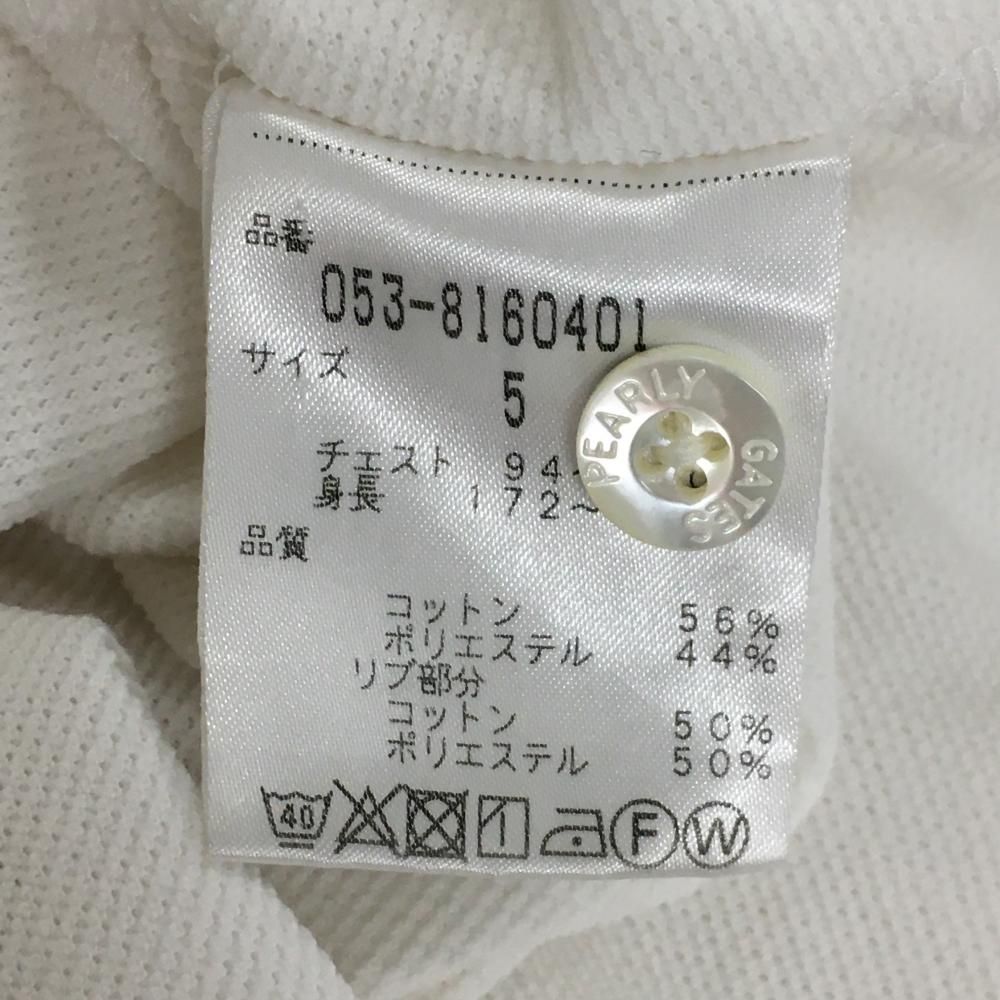 品番
053-8160401
サイズ
5
PEARLY GATES
チェスト 94~
身長 172~
品質
コットン 56%
ポリエステル 44%
リブ部分
コットン 50%
ポリエステル 50%
40 F W